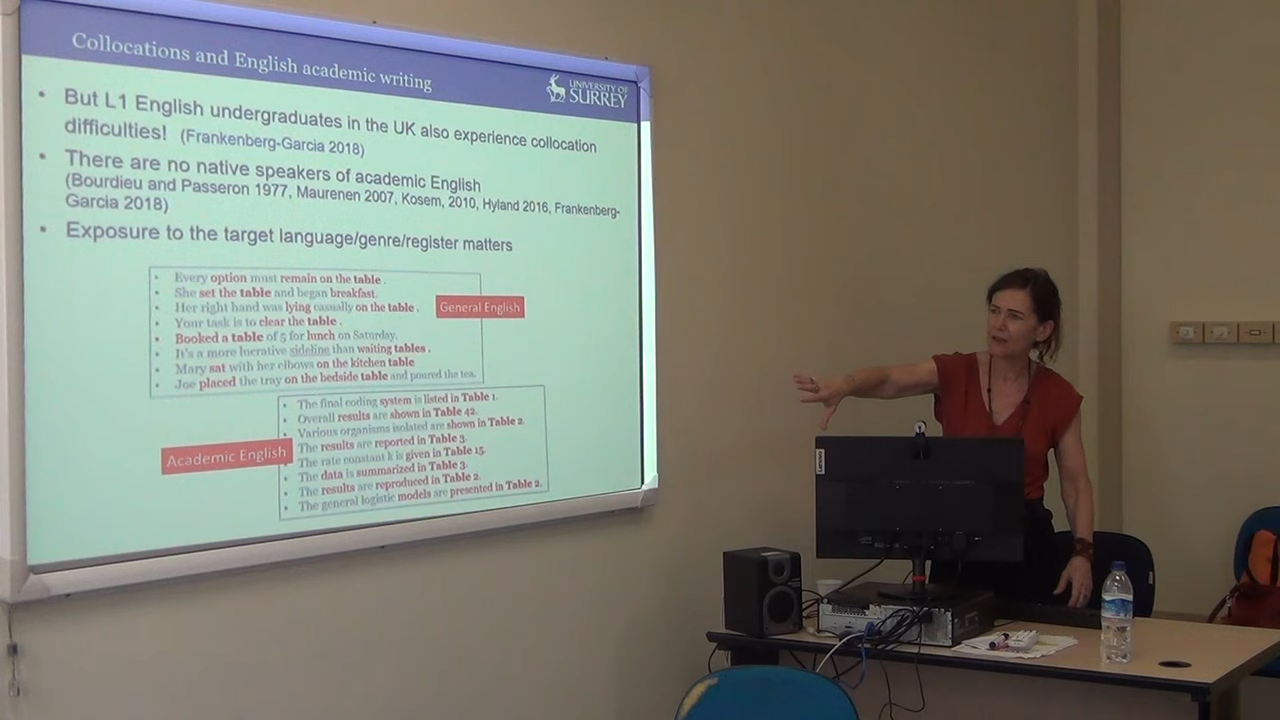 Collocations and English academic writing
UNIVERSITY OF
SURREY
• But L1 English undergraduates in the UK also experience collocation
difficulties! (Frankenberg-Garcia 2018)
• There are no native speakers of academic English
(Bourdieu and Passeron 1977, Maurenen 2007, Kosem, 2010, Hyland 2016, Frankenberg-
Garcia 2018)
• Exposure to the target language/genre/register matters
• Every option must remain on the table .
• She set the table and began breakfast.
• Her right hand was lying casually on the table .
• Your task is to clear the table .
• Booked a table of 5 for lunch on Saturday.
• It's a more lucrative sideline than waiting tables .
• Mary sat with her elbows on the kitchen table
• Joe placed the tray on the bedside table and poured the tea.
General English
• The final coding system is listed in Table 1.
• Overall results are shown in Table 42.
• Various organisms isolated are shown in Table 2.
• The results are reported in Table 3.
• The rate constant k is given in Table 15.
• The data is summarized in Table 3.
• The results are reproduced in Table 2.
• The general logistic models are presented in Table 2.
Academic English
Lenovo